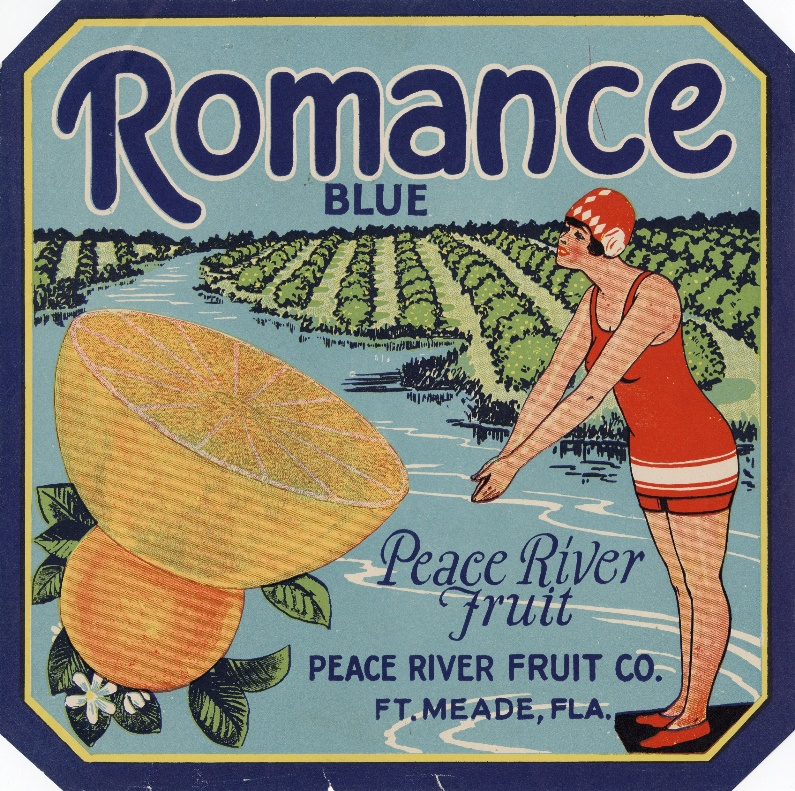 Romance
BLUE
Peace River
Fruit
PEACE RIVER FRUIT CO.
FT. MEADE, FLA.